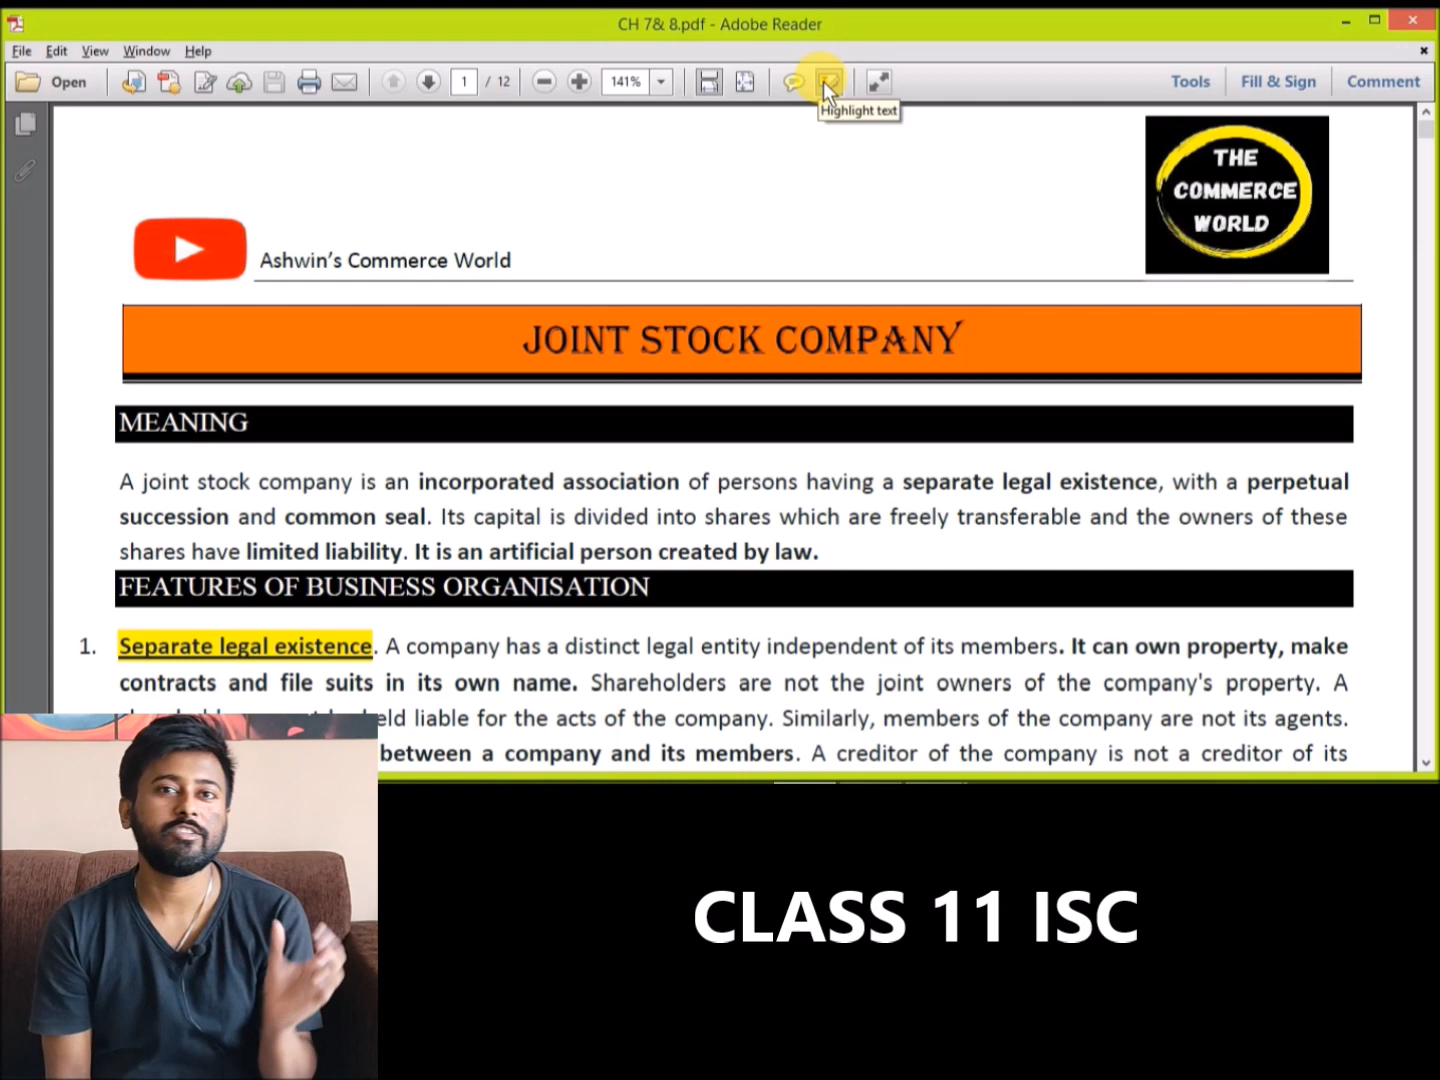 CH 7& 8.pdf - Adobe Reader
File Edit View Window Help
Open 1 / 12 141% Tools Fill & Sign Comment
Highlight text
THE
COMMERCE
WORLD
Ashwin's Commerce World
JOINT STOCK COMPANY
MEANING
A joint stock company is an incorporated association of persons having a separate legal existence, with a perpetual
succession and common seal. Its capital is divided into shares which are freely transferable and the owners of these
shares have limited liability. It is an artificial person created by law.
FEATURES OF BUSINESS ORGANISATION
1. Separate legal existence. A company has a distinct legal entity independent of its members. It can own property, make
contracts and file suits in its own name. Shareholders are not the joint owners of the company's property. A
liable for the acts of the company. Similarly, members of the company are not its agents.
between a company and its members. A creditor of the company is not a creditor of its
CLASS 11 ISC